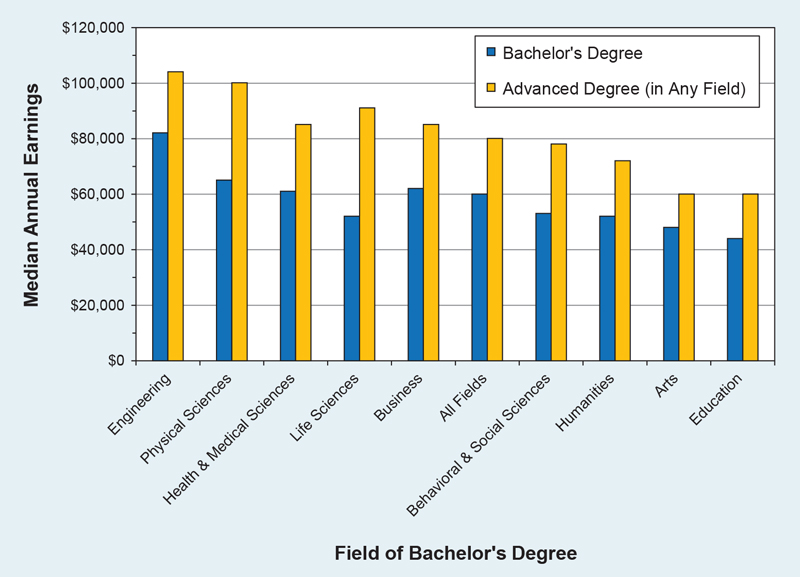 $120,000
$100,000
$80,000
$60,000
$40,000
$20,000
$0
Median Annual Earnings
Bachelor's Degree
Advanced Degree (in Any Field)
Engineering
Physical Sciences
Health & Medical Sciences
Life Sciences
Business
All Fields
Behavioral & Social Sciences
Humanities
Arts
Education
Field of Bachelor's Degree